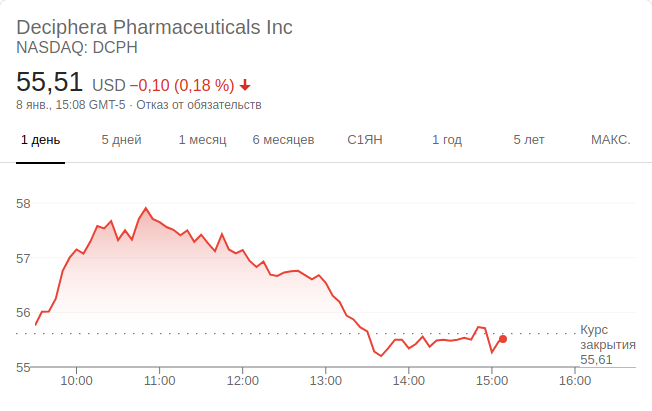 Deciphera Pharmaceuticals Inc
NASDAQ: DCPH
55,51 USD −0,10 (0,18 %)
8 янв., 15:08 GMT-5 · Отказ от обязательств
1 день 5 дней 1 месяц 6 месяцев С1ЯН 1 год 5 лет МАКС.
58
57
56
55
Курс
закрытия
55,61
10:00 11:00 12:00 13:00 14:00 15:00 16:00